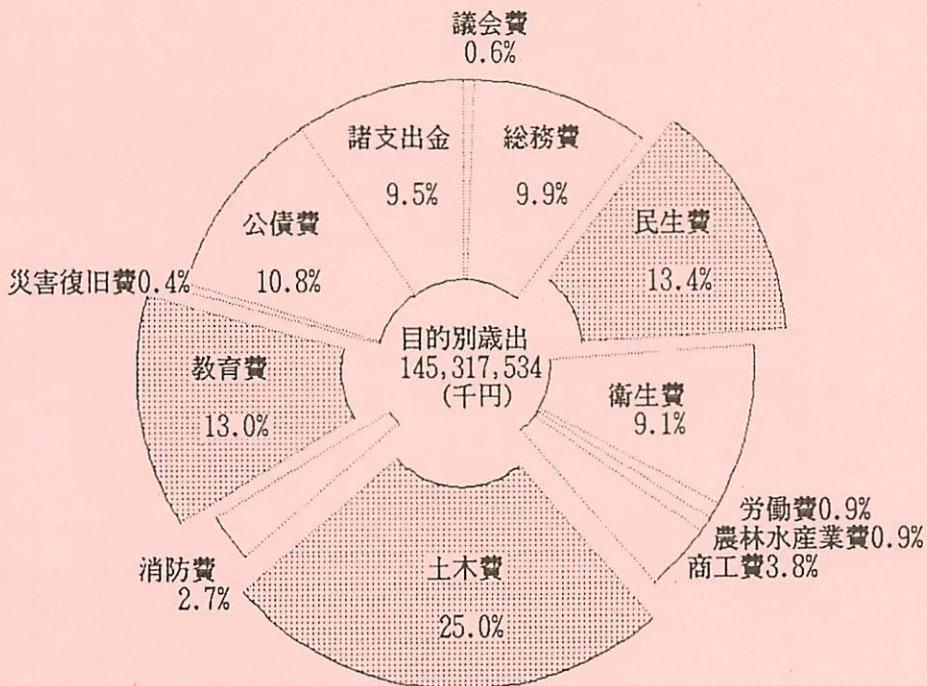 議会費
0.6%
総務費
9.9%
民生費
13.4%
衛生費
9.1%
労働費0.9%
農林水産業費0.9%
商工費3.8%
土木費
25.0%
消防費
2.7%
教育費
13.0%
災害復旧費0.4%
公債費
10.8%
諸支出金
9.5%
目的別歳出
145,317,534
(千円)